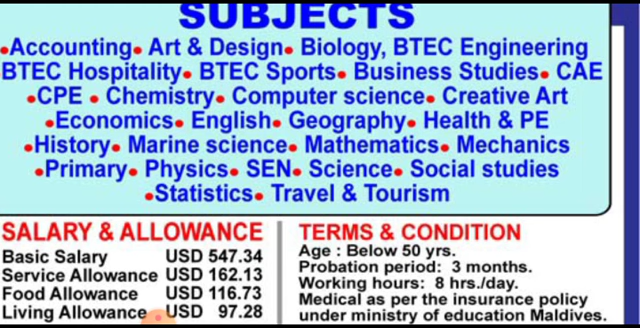 SUBJECTS
•Accounting• Art & Design• Biology, BTEC Engineering
BTEC Hospitality• BTEC Sports• Business Studies• CAE
•CPE • Chemistry• Computer science• Creative Art
•Economics• English• Geography• Health & PE
•History• Marine science• Mathematics• Mechanics
•Primary• Physics• SEN• Science• Social studies
•Statistics• Travel & Tourism
SALARY & ALLOWANCE
Basic Salary USD 547.34
Service Allowance USD 162.13
Food Allowance USD 116.73
Living Allowance USD 97.28
TERMS & CONDITION
Age : Below 50 yrs.
Probation period: 3 months.
Working hours: 8 hrs./day.
Medical as per the insurance policy
under ministry of education Maldives.